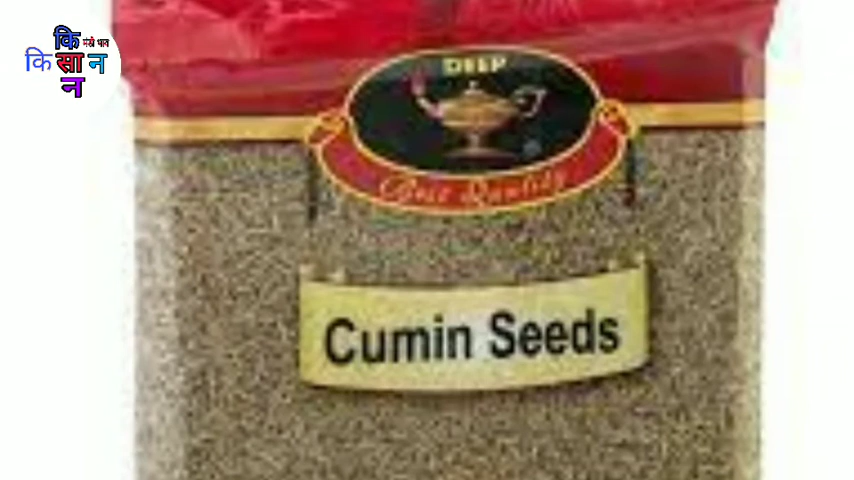 कि
कि सा न
न
DEEP
Best Quality
Cumin Seeds